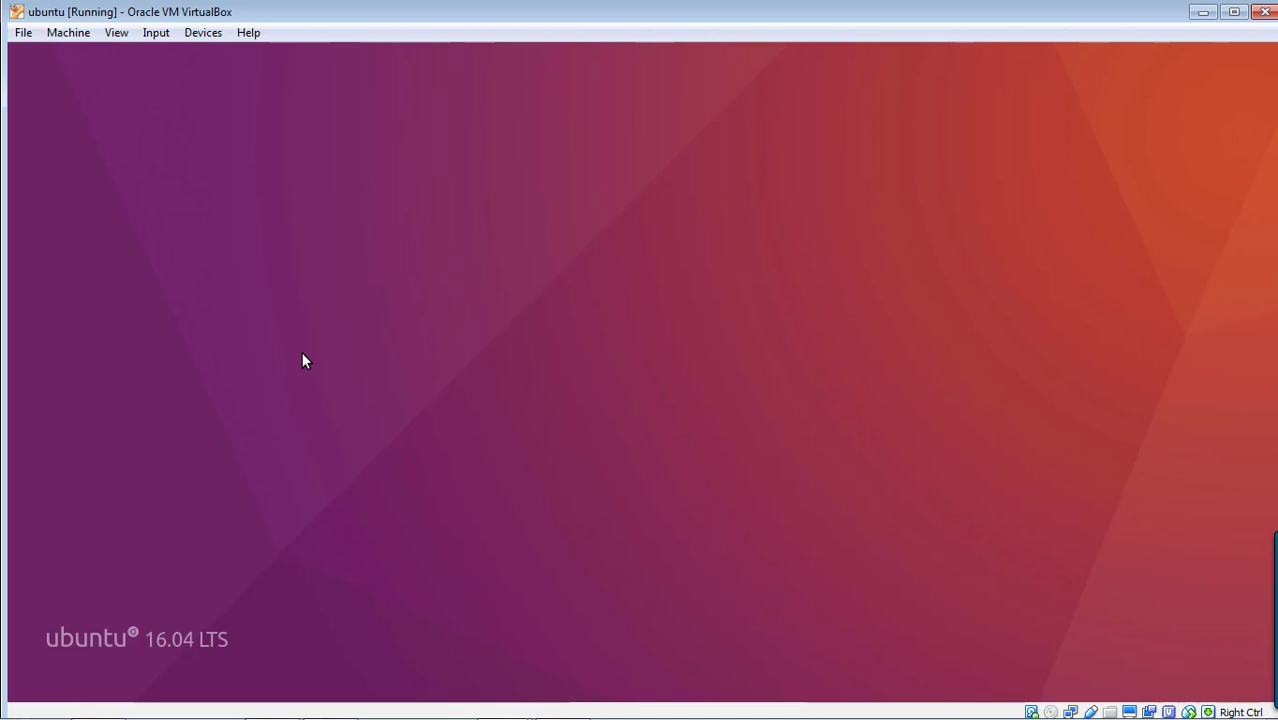 ubuntu [Running] - Oracle VM VirtualBox
File Machine View Input Devices Help
ubuntu® 16.04 LTS
Right Ctrl